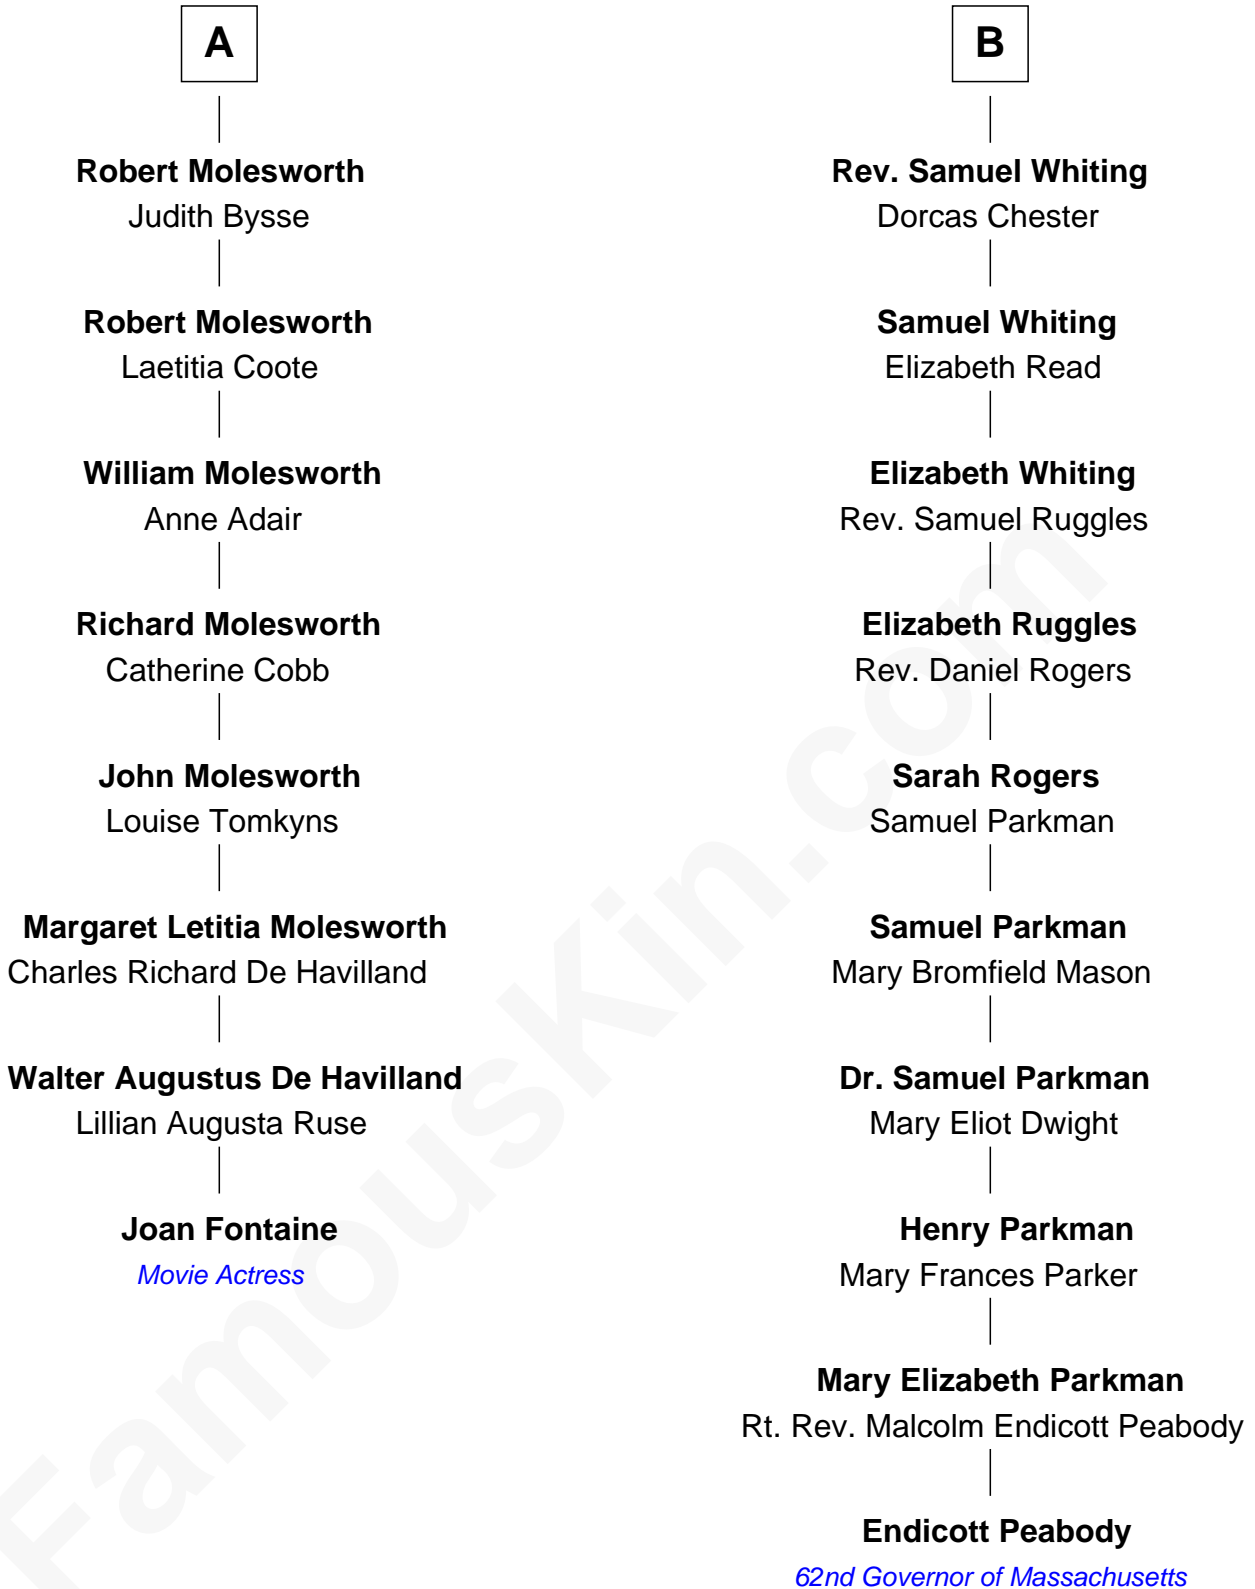 A
Robert Molesworth
Judith Bysse
Robert Molesworth
Laetitia Coote
William Molesworth
Anne Adair
Richard Molesworth
Catherine Cobb
John Molesworth
Louise Tomkyns
Margaret Letitia Molesworth
Charles Richard De Havilland
Walter Augustus De Havilland
Lillian Augusta Ruse
Joan Fontaine
Movie Actress
B
Rev. Samuel Whiting
Dorcas Chester
Samuel Whiting
Elizabeth Read
Elizabeth Whiting
Rev. Samuel Ruggles
Elizabeth Ruggles
Rev. Daniel Rogers
Sarah Rogers
Samuel Parkman
Samuel Parkman
Mary Bromfield Mason
Dr. Samuel Parkman
Mary Eliot Dwight
Henry Parkman
Mary Frances Parker
Mary Elizabeth Parkman
Rt. Rev. Malcolm Endicott Peabody
Endicott Peabody
62nd Governor of Massachusetts
FamousKin.com